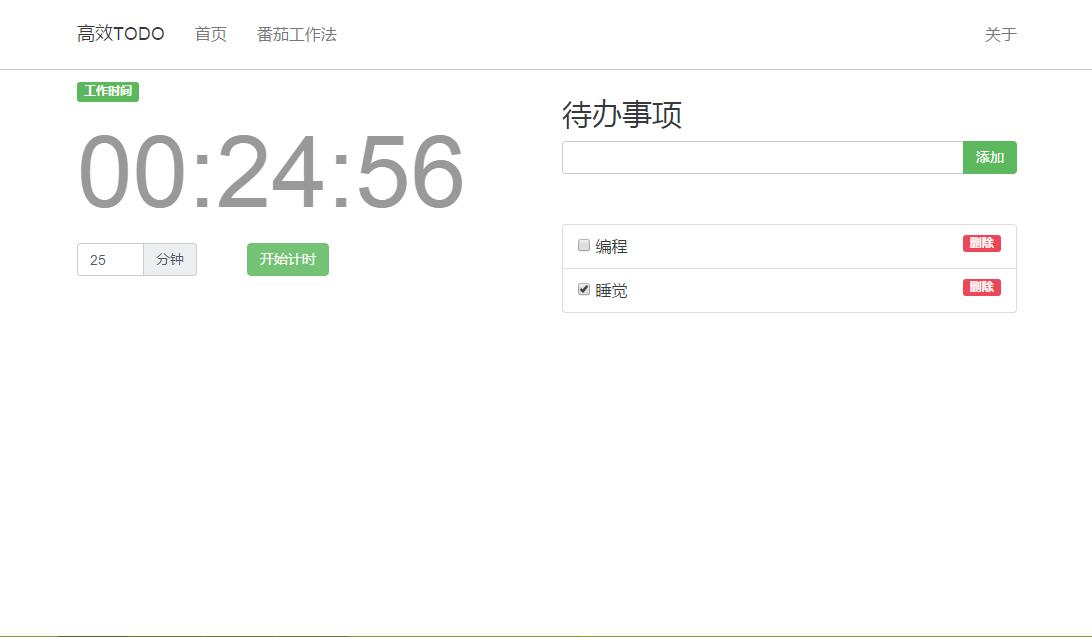 高效TODO 首页 番茄工作法 关于
工作时间
00:24:56
25 分钟 开始计时
待办事项
添加
编程 删除
睡觉 删除